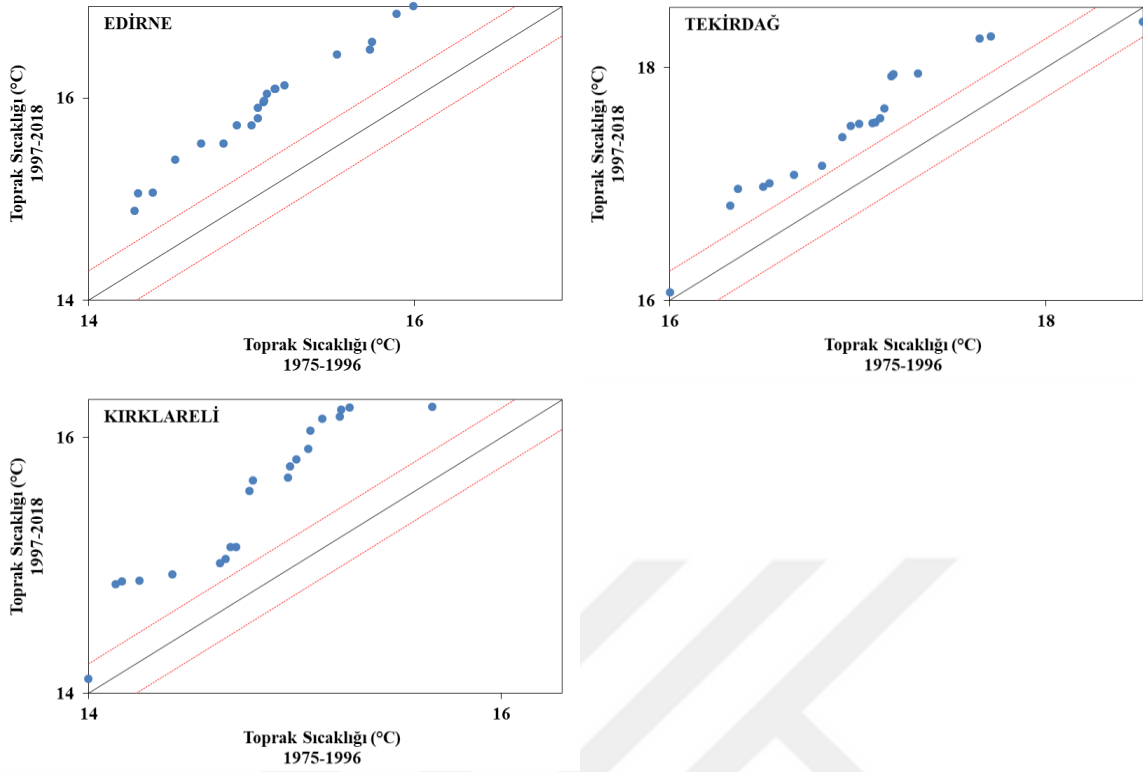 EDİRNE
Toprak Sıcaklığı (°C)
1997-2018
16
14
14
16
Toprak Sıcaklığı (°C)
1975-1996
TEKİRDAĞ
Toprak Sıcaklığı (°C)
1997-2018
18
16
16
18
Toprak Sıcaklığı (°C)
1975-1996
KIRKLARELİ
Toprak Sıcaklığı (°C)
1997-2018
16
14
14
16
Toprak Sıcaklığı (°C)
1975-1996